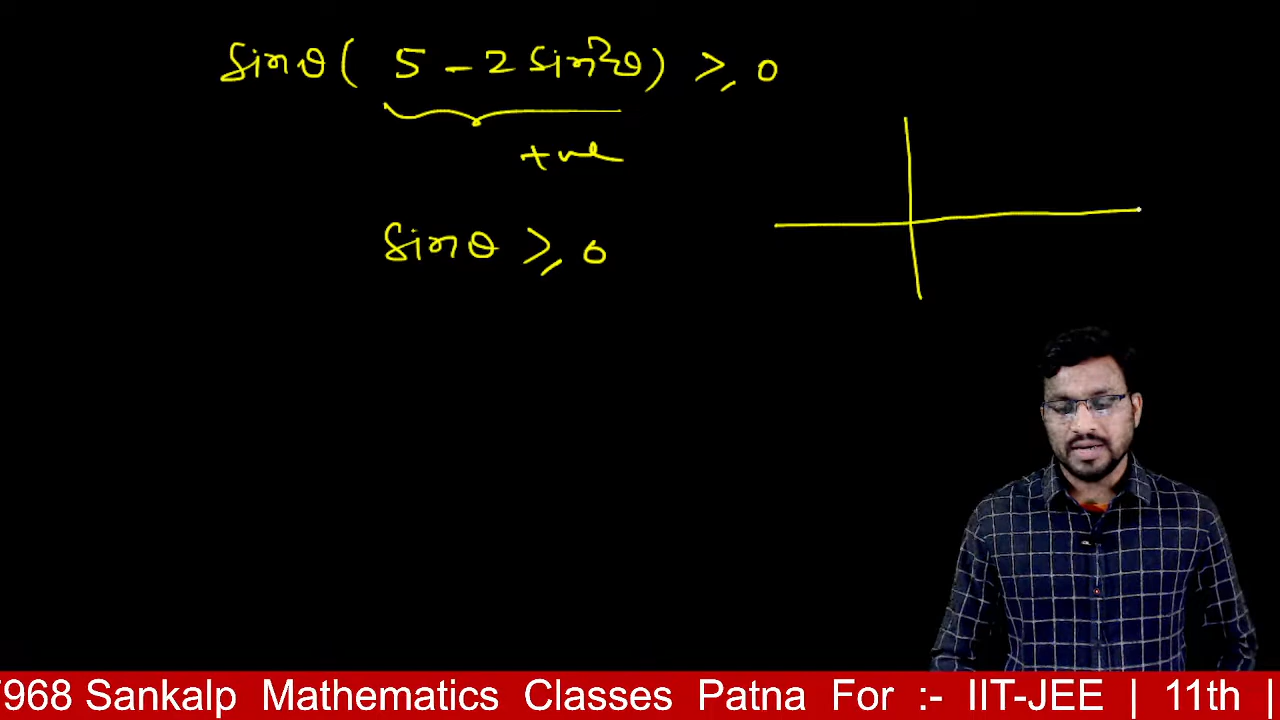 sinθ( 5 - 2 sin²θ) ≥ 0
+ve
sinθ ≥ 0
7968 Sankalp Mathematics Classes Patna For :- IIT-JEE | 11th |